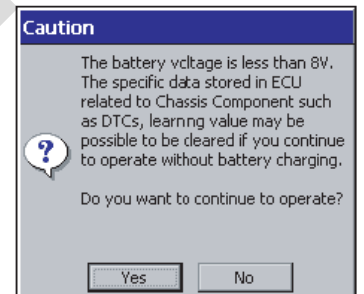 Caution
The battery vcltage is less than 8V.
The specific data stored in ECU
related to Chassis Component such
as DTCs, learnng value may be
possible to be cleared if you continue
to operate without battery charging.
Do you want to continue to operate?
Yes No